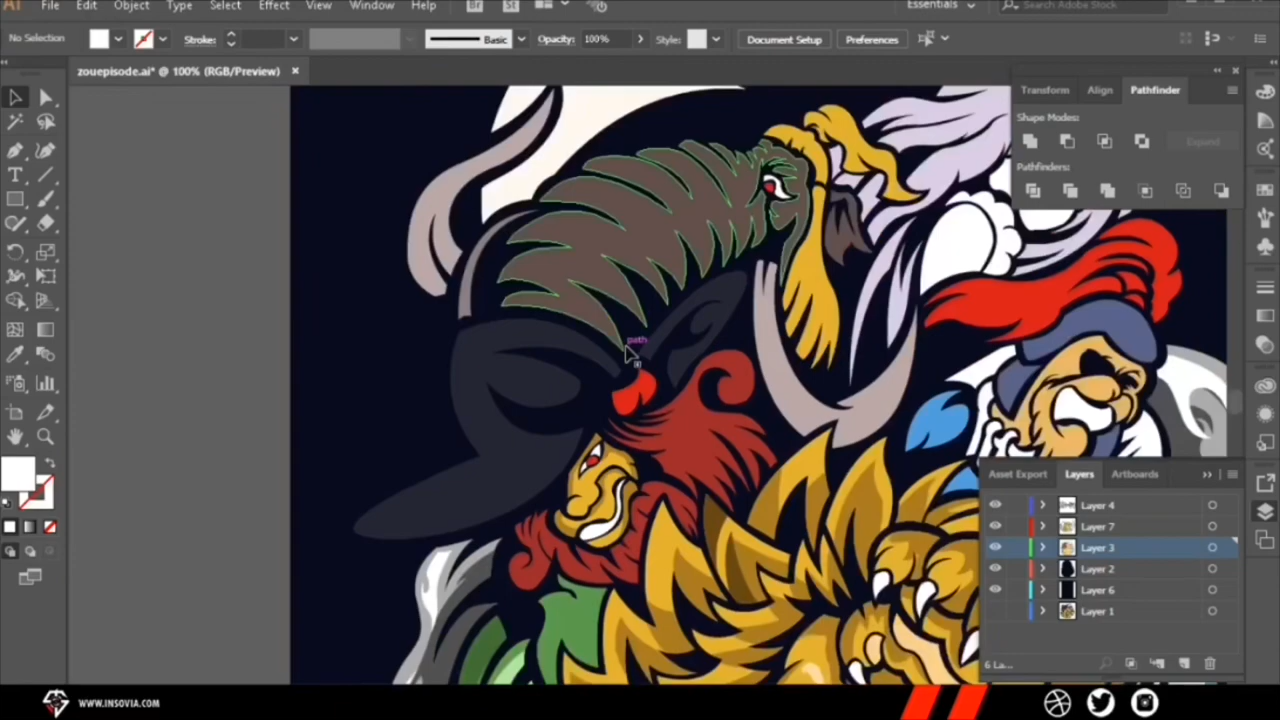 Ai File Edit Object Type Select Effect View Window Help Br St Essentials Search Adobe Stock
No Selection Stroke: Basic Opacity: 100% Style: Document Setup Preferences
zouepisode.ai* @ 100% (RGB/Preview) ×
Transform Align Pathfinder
Shape Modes:
Expand
Pathfinders:
path
Asset Export Layers Artboards
Layer 4
Layer 7
Layer 3
Layer 2
Layer 6
Layer 1
6 La...
WWW.INSOVIA.COM